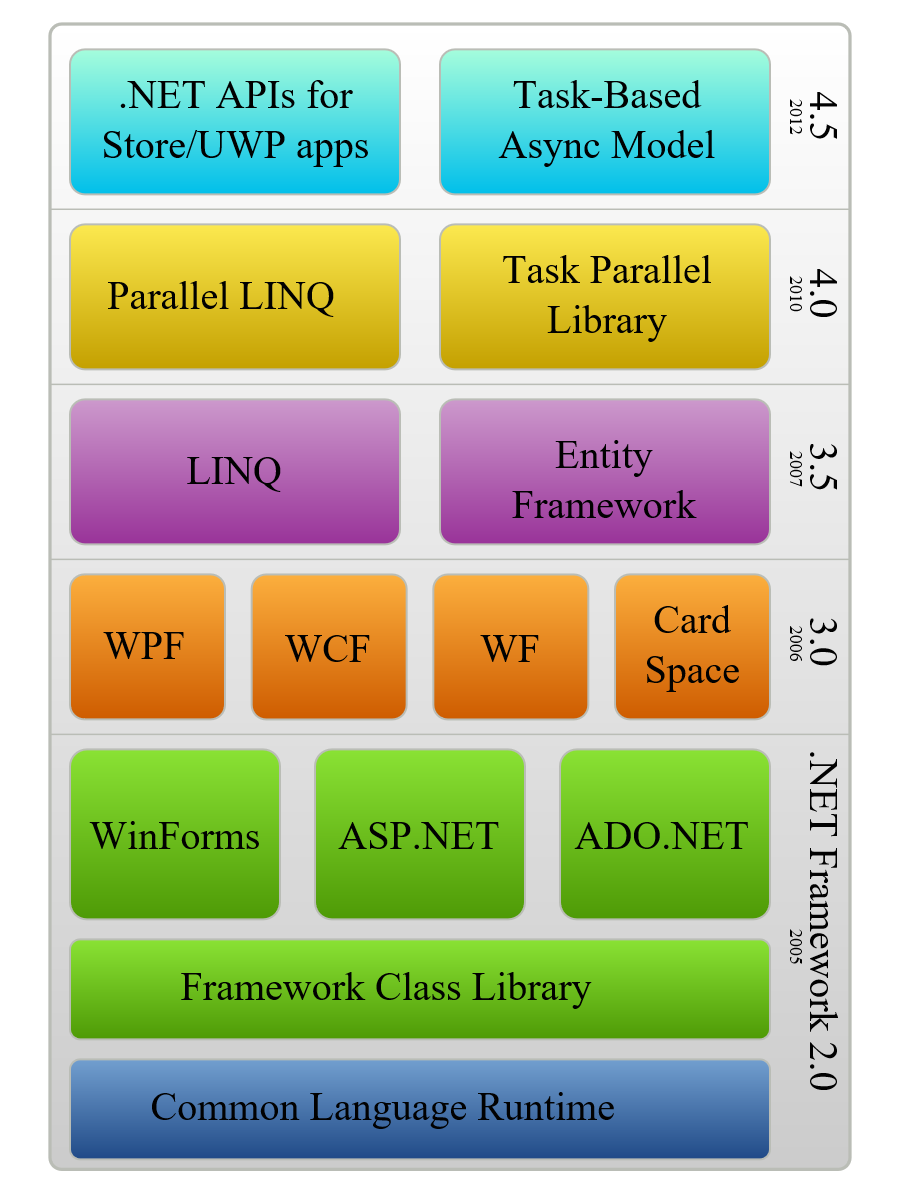 .NET APIs for
Store/UWP apps
Task-Based
Async Model
4.5
2012
Parallel LINQ
Task Parallel
Library
4.0
2010
LINQ
Entity
Framework
3.5
2007
WPF
WCF
WF
Card
Space
3.0
2006
WinForms
ASP.NET
ADO.NET
Framework Class Library
Common Language Runtime
.NET Framework 2.0
2005